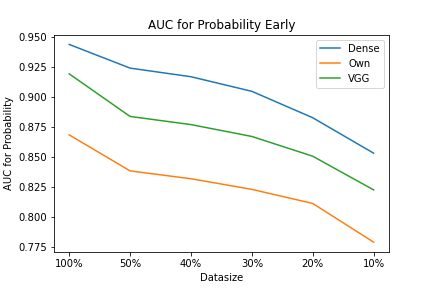 AUC for Probability Early
AUC for Probability
0.950
0.925
0.900
0.875
0.850
0.825
0.800
0.775
Dense
Own
VGG
100% 50% 40% 30% 20% 10%
Datasize